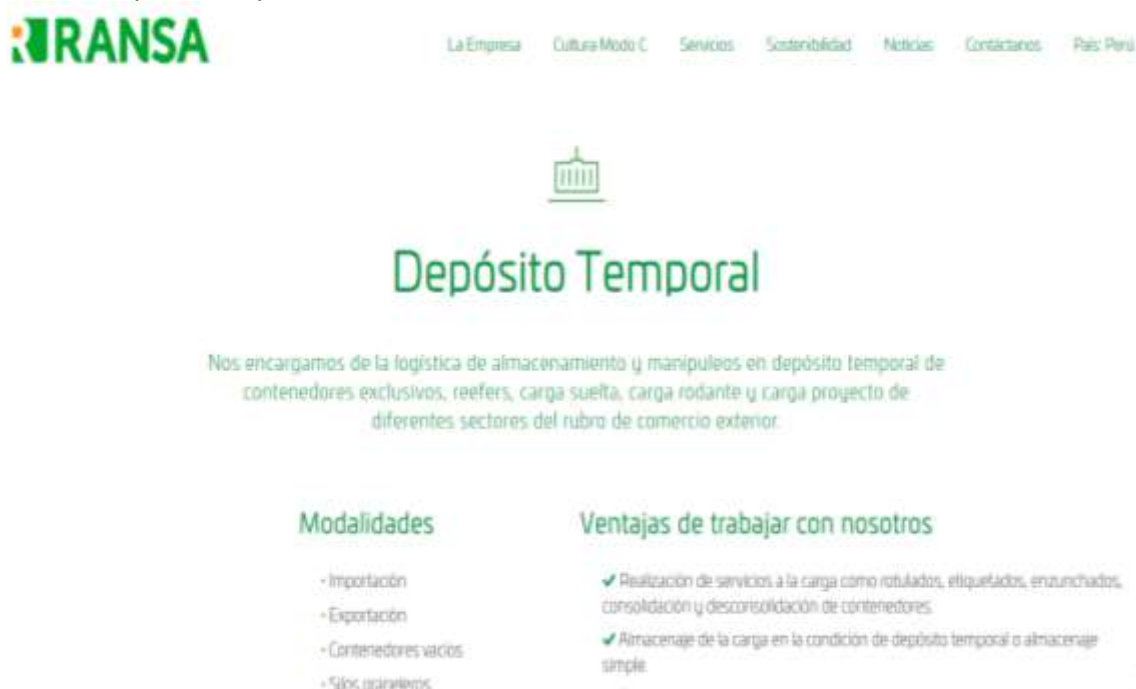 RANSA
La Empresa Cultura Modo C Servicios Sostenibilidad Noticias Contáctanos País: Perú
Depósito Temporal
Nos encargamos de la logística de almacenamiento y manipuleos en depósito temporal de
contenedores exclusivos, reefers, carga suelta, carga rodante y carga proyecto de
diferentes sectores del rubro de comercio exterior.
Modalidades
- Importación
- Exportación
- Contenedores vacíos
- Silos graneleros
Ventajas de trabajar con nosotros
✔ Realización de servicios a la carga como rotulados, etiquetados, enzunchados,
consolidación y desconsolidación de contenedores.
✔ Almacenaje de la carga en la condición de depósito temporal o almacenaje
simple